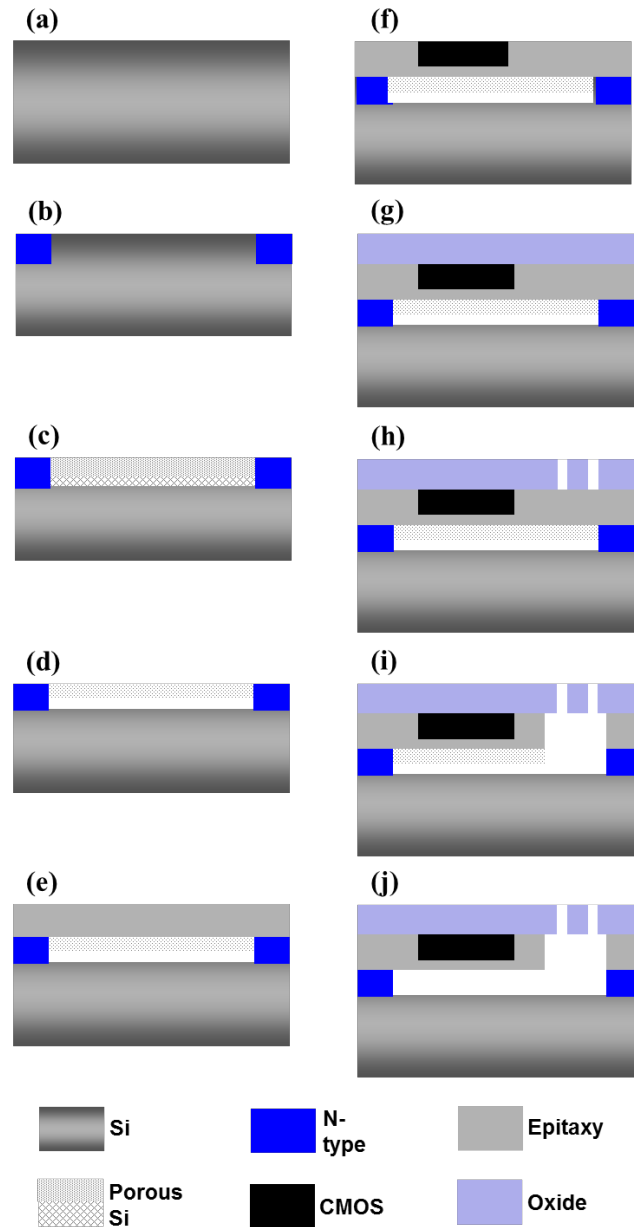 (a)
(b)
(c)
(d)
(e)
(f)
(g)
(h)
(i)
(j)
Si
N-
type
Epitaxy
Porous
Si
CMOS
Oxide